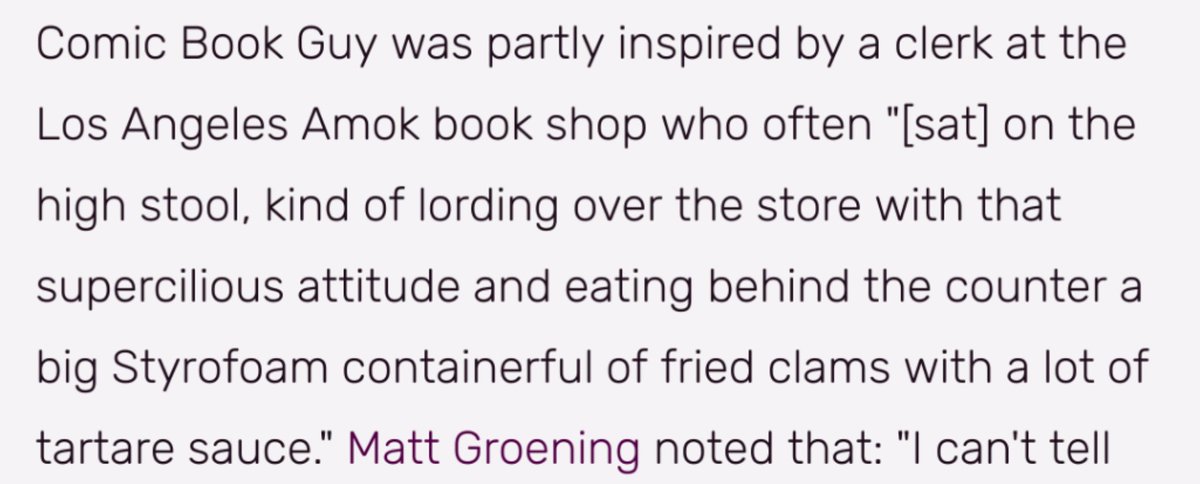 Comic Book Guy was partly inspired by a clerk at the
Los Angeles Amok book shop who often "[sat] on the
high stool, kind of lording over the store with that
supercilious attitude and eating behind the counter a
big Styrofoam containerful of fried clams with a lot of
tartare sauce." Matt Groening noted that: "I can't tell